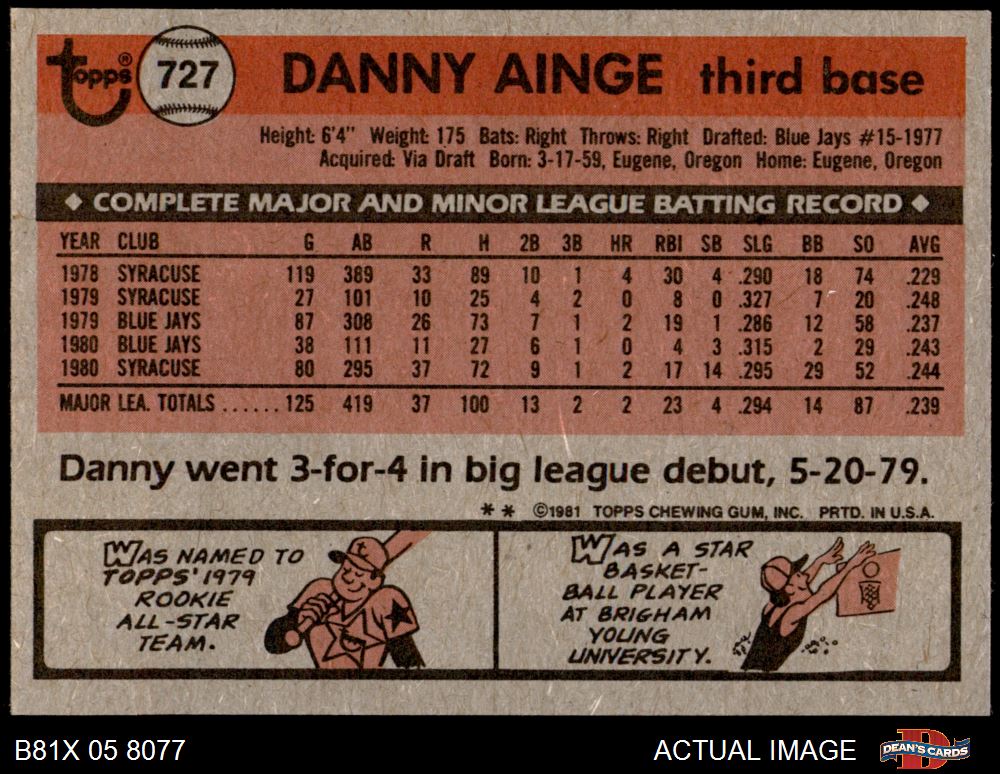 Topps®
727
DANNY AINGE third base
Height: 6'4" Weight: 175 Bats: Right Throws: Right Drafted: Blue Jays #15-1977
Acquired: Via Draft Born: 3-17-59, Eugene, Oregon Home: Eugene, Oregon
◆ COMPLETE MAJOR AND MINOR LEAGUE BATTING RECORD ◆
YEAR CLUB G AB R H 2B 3B HR RBI SB SLG BB SO AVG
1978 SYRACUSE 119 389 33 89 10 1 4 30 4 .290 18 74 .229
1979 SYRACUSE 27 101 10 25 4 2 0 8 0 .327 7 20 .248
1979 BLUE JAYS 87 308 26 73 7 1 2 19 1 .286 12 58 .237
1980 BLUE JAYS 38 111 11 27 6 1 0 4 3 .315 2 29 .243
1980 SYRACUSE 80 295 37 72 9 1 2 17 14 .295 29 52 .244
MAJOR LEA. TOTALS ......125 419 37 100 13 2 2 23 4 .294 14 87 .239
Danny went 3-for-4 in big league debut, 5-20-79.
** ©1981 TOPPS CHEWING GUM, INC. PRTD. IN U.S.A.
WAS NAMED TO
TOPPS' 1979
ROOKIE
ALL-STAR
TEAM.
t
WAS A STAR
BASKET-
BALL PLAYER
AT BRIGHAM
YOUNG
UNIVERSITY.
B81X 05 8077
ACTUAL IMAGE
D
DEAN'S CARDS